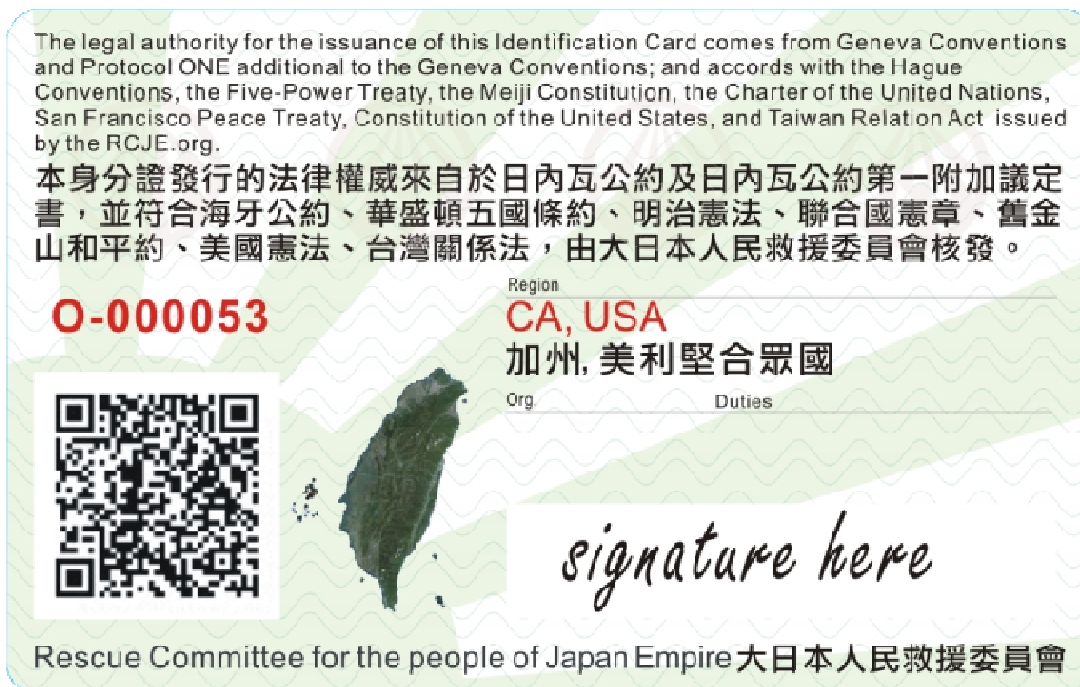 The legal authority for the issuance of this Identification Card comes from Geneva Conventions
and Protocol ONE additional to the Geneva Conventions; and accords with the Hague
Conventions, the Five-Power Treaty, the Meiji Constitution, the Charter of the United Nations,
San Francisco Peace Treaty, Constitution of the United States, and Taiwan Relation Act issued
by the RCJE.org.
本身分證發行的法律權威來自於日內瓦公約及日內瓦公約第一附加議定
書，並符合海牙公約、華盛頓五國條約、明治憲法、聯合國憲章、舊金
山和平約、美國憲法、台灣關係法，由大日本人民救援委員會核發。
O-000053
Region
CA, USA
加州, 美利堅合眾國
Org Duties
signature here
Rescue Committee for the people of Japan Empire大日本人民救援委員會